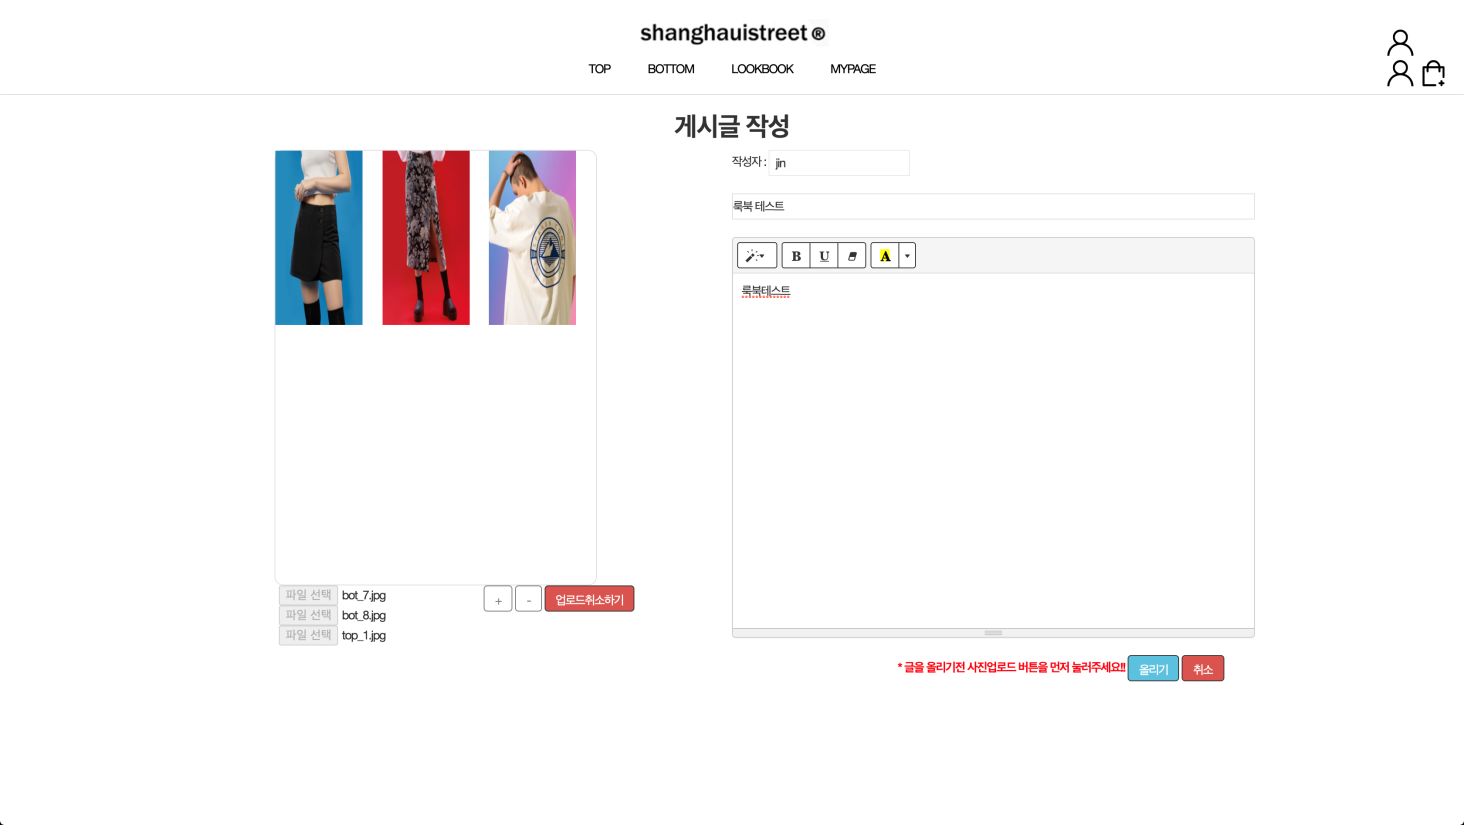 shanghauistreet ®
TOP BOTTOM LOOKBOOK MYPAGE
게시글 작성
작성자 : jin
룩북 테스트
B U A
룩북테스트
파일 선택 bot_7.jpg
파일 선택 bot_8.jpg
파일 선택 top_1.jpg
+ - 업로드취소하기
* 글을 올리기전 사진업로드 버튼을 먼저 눌러주세요!! 올리기 취소